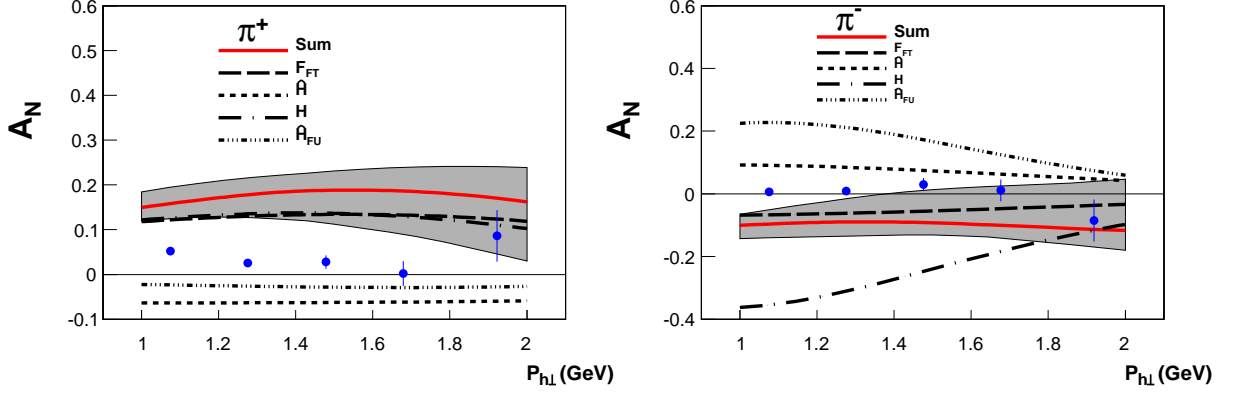 π+
Sum
F_FT
Ĥ
H
Ĥ_FU
A_N
0.6
0.5
0.4
0.3
0.2
0.1
0
-0.1
1
1.2
1.4
1.6
1.8
2
P_h⊥ (GeV)
π-
Sum
F_FT
Ĥ
H
Ĥ_FU
A_N
0.6
0.4
0.2
0
-0.2
-0.4
1
1.2
1.4
1.6
1.8
2
P_h⊥ (GeV)